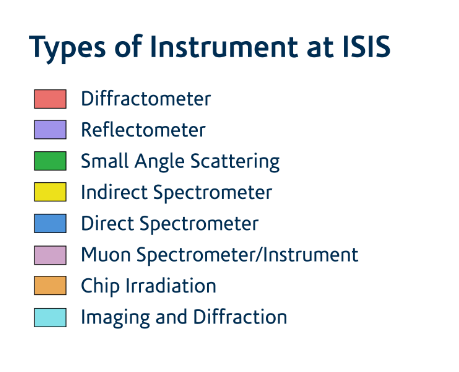 Types of Instrument at ISIS
Diffractometer
Reflectometer
Small Angle Scattering
Indirect Spectrometer
Direct Spectrometer
Muon Spectrometer/Instrument
Chip Irradiation
Imaging and Diffraction